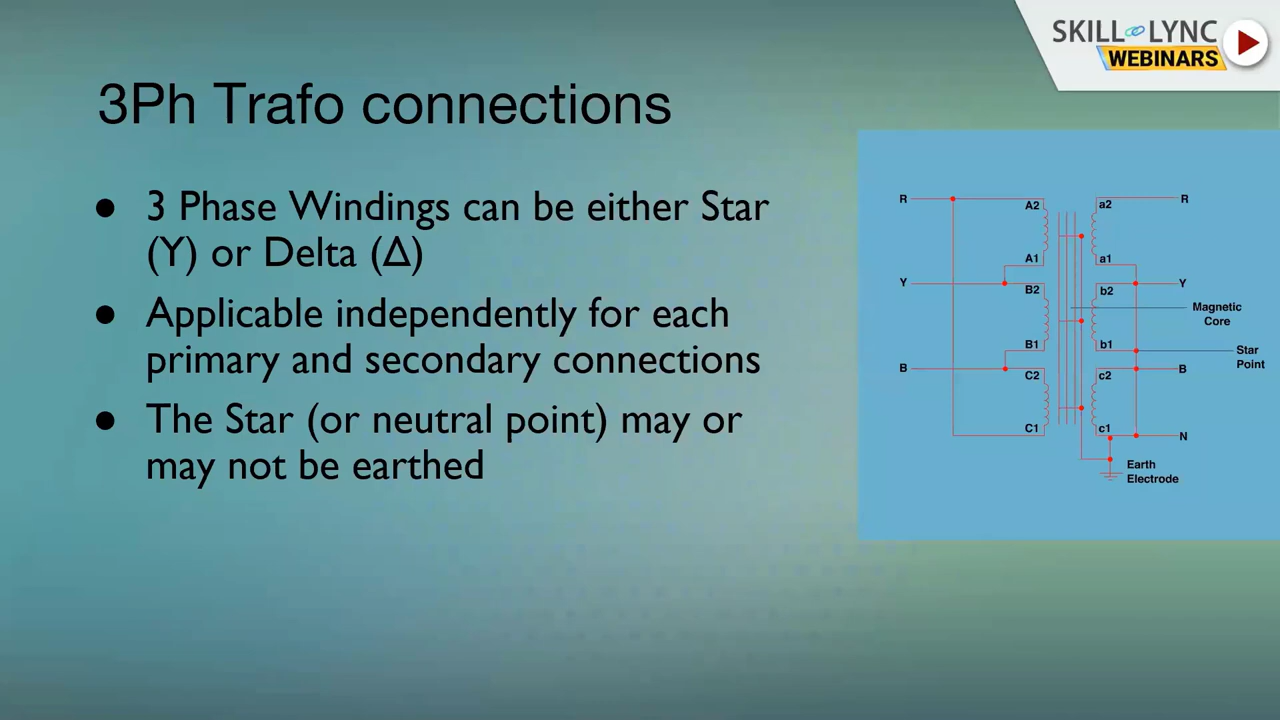 SKILL LYNC
WEBINARS
3Ph Trafo connections
● 3 Phase Windings can be either Star
(Y) or Delta (Δ)
● Applicable independently for each
primary and secondary connections
● The Star (or neutral point) may or
may not be earthed
R
A2
a2
R
A1
a1
Y
B2
b2
Y
Magnetic
Core
B1
b1
Star
Point
B
C2
c2
B
C1
c1
N
Earth
Electrode